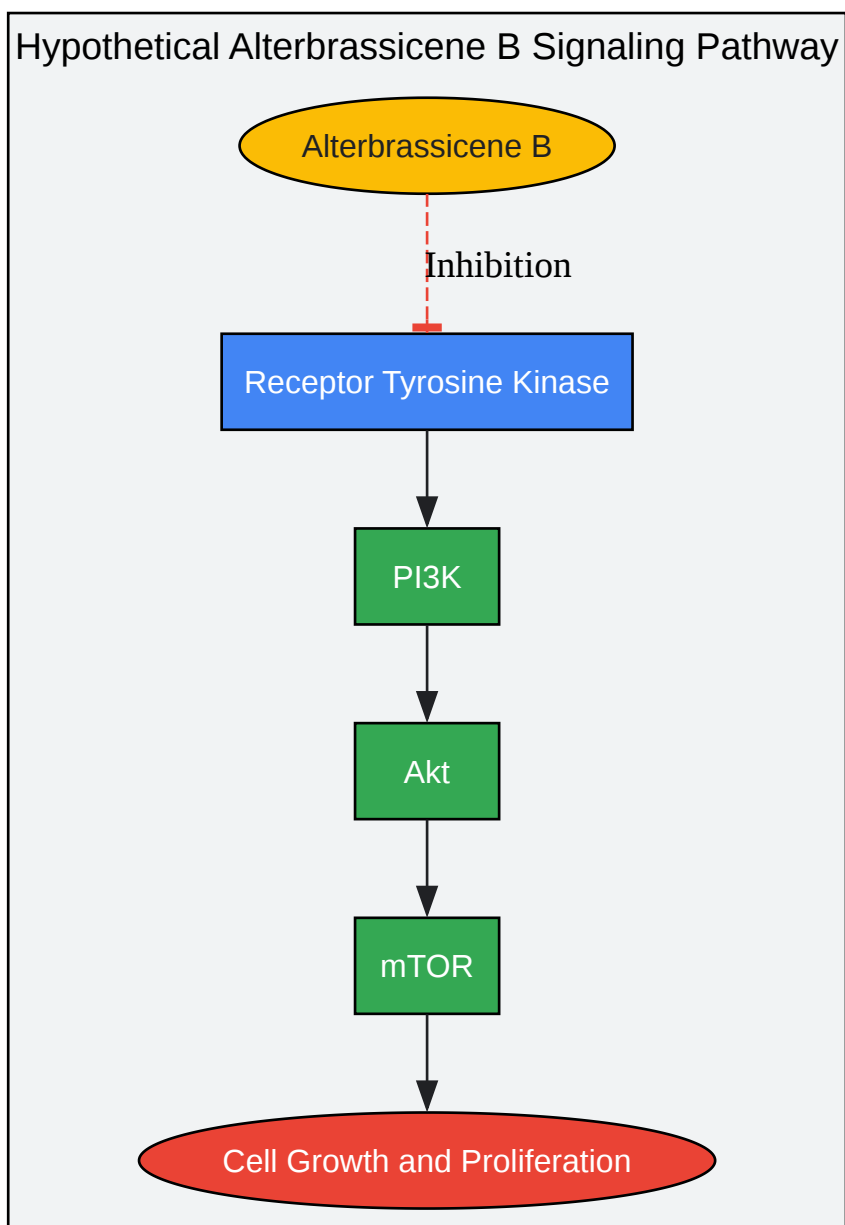 Hypothetical Alterbrassicene B Signaling Pathway
Alterbrassicene B
Inhibition
Receptor Tyrosine Kinase
PI3K
Akt
mTOR
Cell Growth and Proliferation